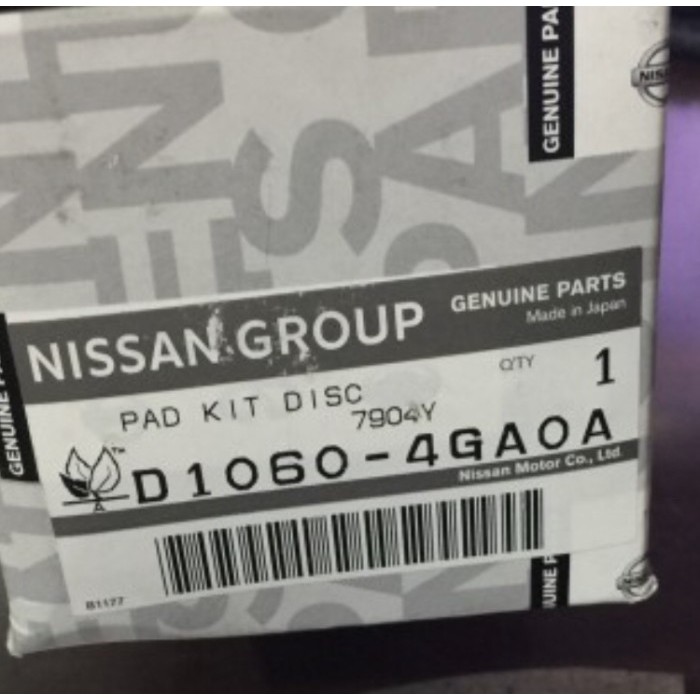 GENUINE PA
NISSAN GROUP
GENUINE PARTS
Made in Japan
GENUINE
PAD KIT DISC
Q'TY 1
7904Y
D1060-4GA0A
TM
Nissan Motor Co., Ltd.
B1177